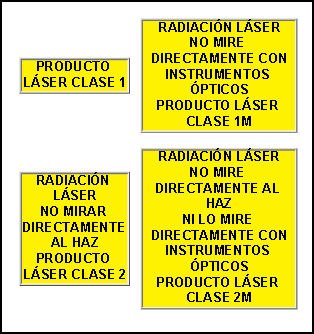 PRODUCTO
LÁSER CLASE 1
RADIACIÓN LÁSER
NO MIRE
DIRECTAMENTE CON
INSTRUMENTOS
ÓPTICOS
PRODUCTO LÁSER
CLASE 1M
RADIACIÓN
LÁSER
NO MIRAR
DIRECTAMENTE
AL HAZ
PRODUCTO
LÁSER CLASE 2
RADIACIÓN LÁSER
NO MIRE
DIRECTAMENTE AL
HAZ
NI LO MIRE
DIRECTAMENTE CON
INSTRUMENTOS
ÓPTICOS
PRODUCTO LÁSER
CLASE 2M